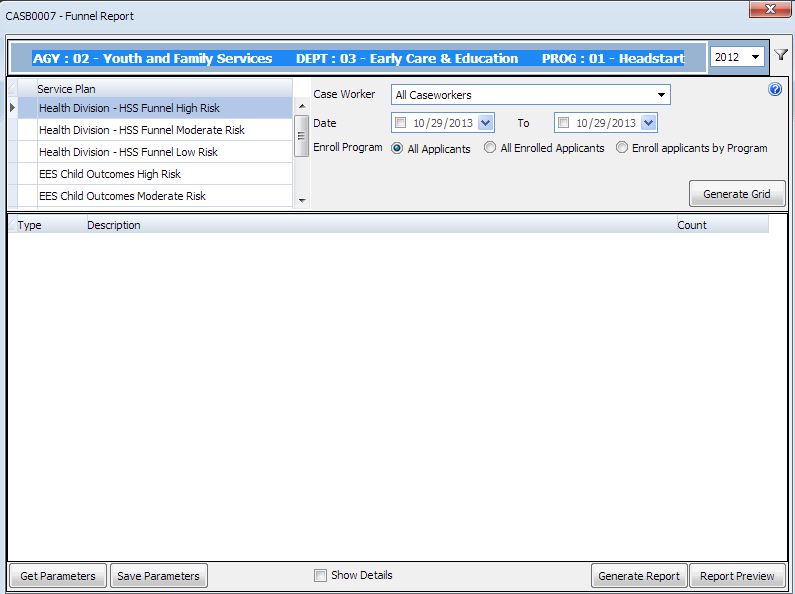 CASB0007 - Funnel Report
X
AGY : 02 - Youth and Family Services DEPT : 03 - Early Care & Education PROG : 01 - Headstart 2012
Service Plan
Health Division - HSS Funnel High Risk
Health Division - HSS Funnel Moderate Risk
Health Division - HSS Funnel Low Risk
EES Child Outcomes High Risk
EES Child Outcomes Moderate Risk
Case Worker All Caseworkers ?
Date 10/29/2013 To 10/29/2013
Enroll Program All Applicants All Enrolled Applicants Enroll applicants by Program
Generate Grid
Type Description Count
Get Parameters Save Parameters Show Details Generate Report Report Preview